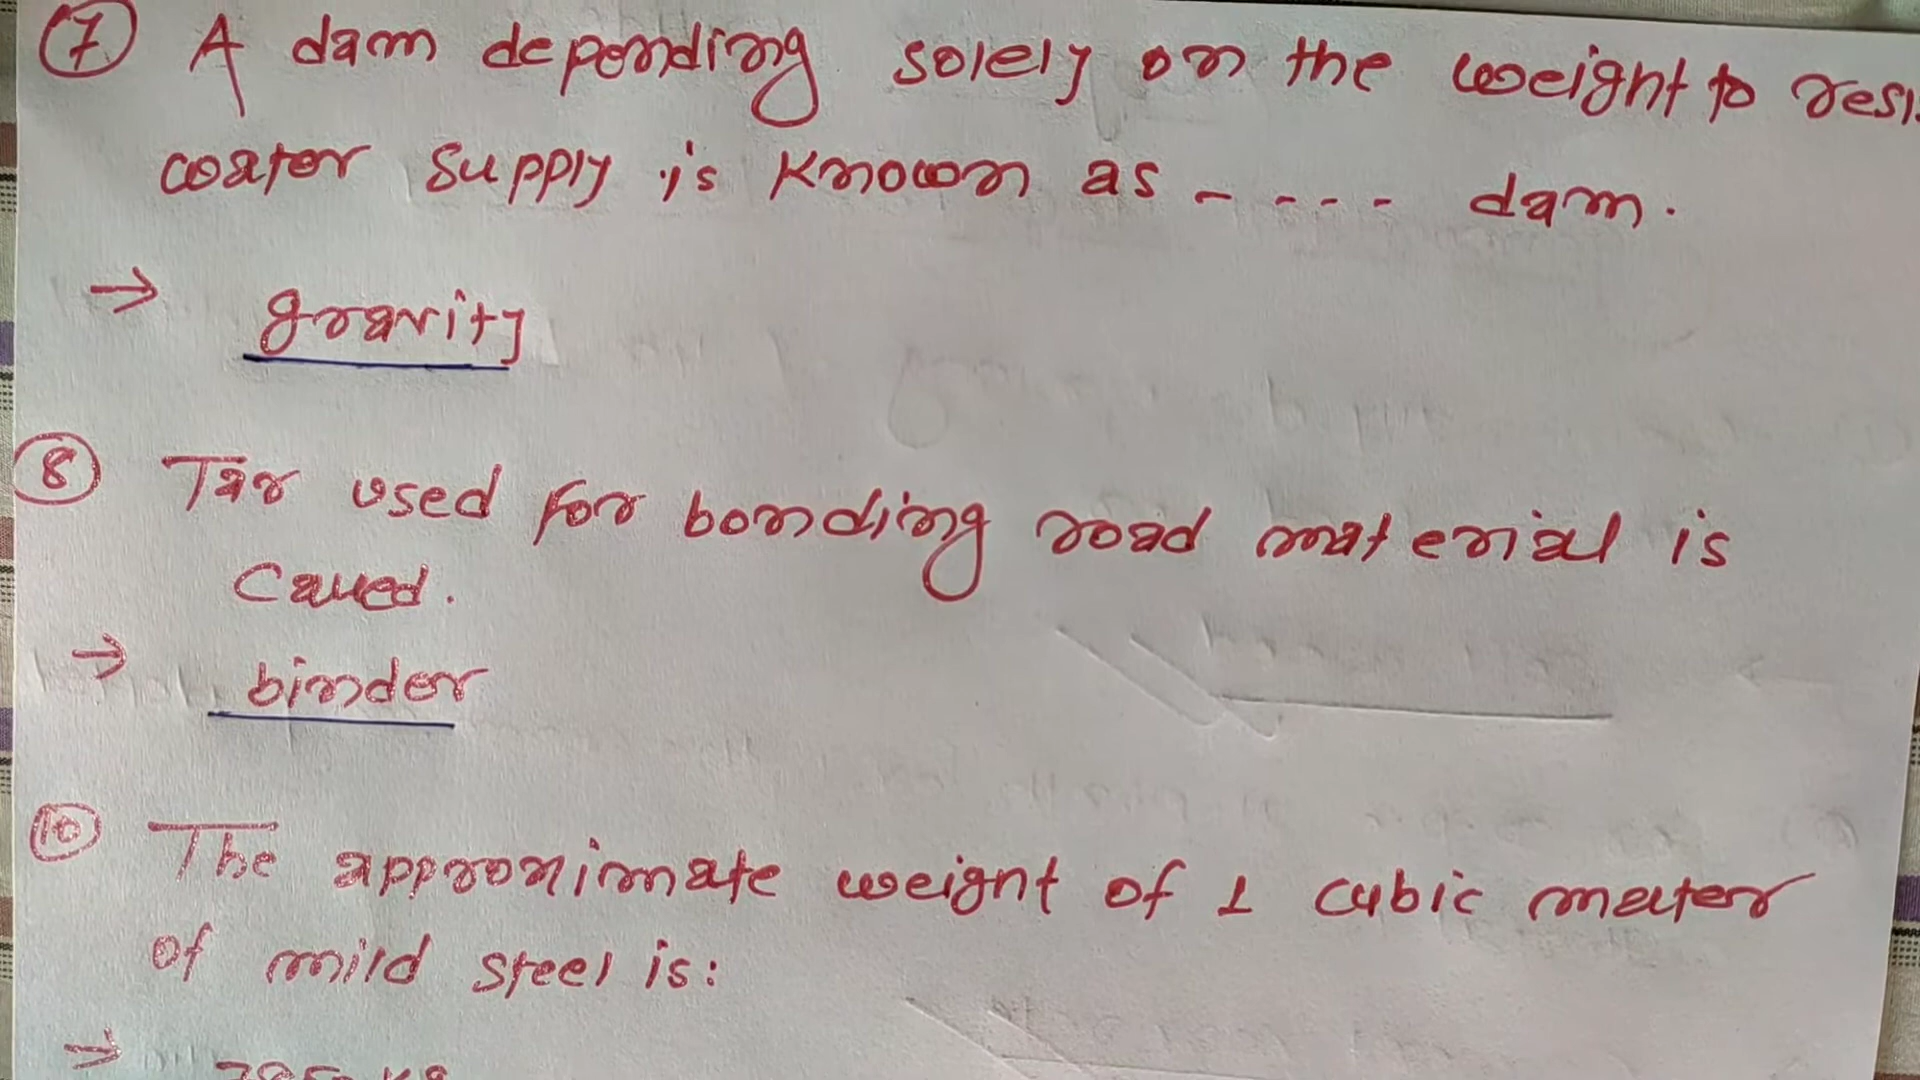 7 A dam depending solely on the weight to resi
water supply is known as ---- dam.
→ gravity
8 Tar used for bonding road material is
Called.
→ binder
10 The approximate weight of 1 cubic meter
of mild steel is:
→ 7850 kg